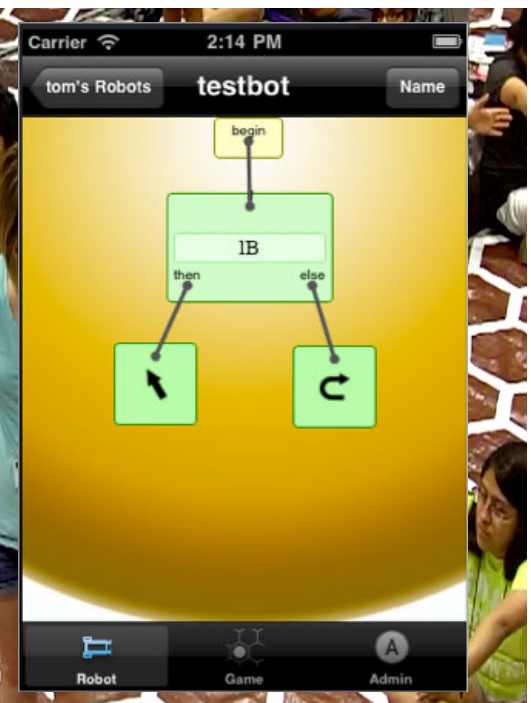 Carrier 2:14 PM
tom's Robots testbot Name
begin
1B
then else
Robot Game Admin